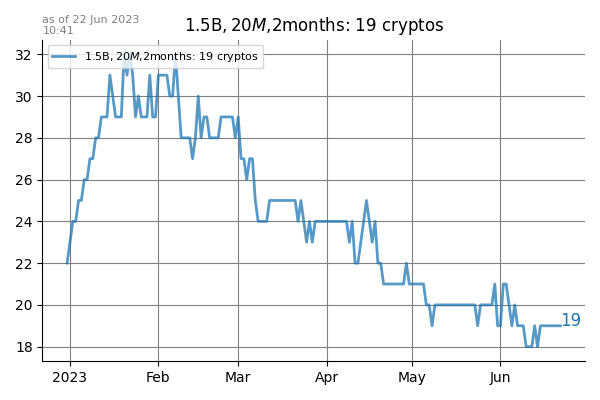 as of 22 Jun 2023
10:41
1.5B, 20M,2months: 19 cryptos
1.5B, 20M,2months: 19 cryptos
32
30
28
26
24
22
20
18
19
2023 Feb Mar Apr May Jun